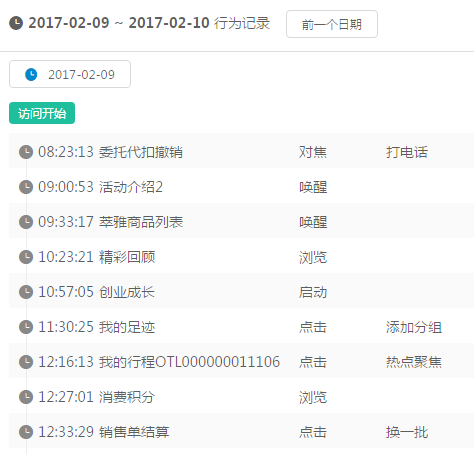 2017-02-09 ~ 2017-02-10 行为记录 前一个日期
2017-02-09
访问开始
08:23:13 委托代扣撤销 对焦 打电话
09:00:53 活动介绍2 唤醒
09:33:17 萃雅商品列表 唤醒
10:23:21 精彩回顾 浏览
10:57:05 创业成长 启动
11:30:25 我的足迹 点击 添加分组
12:16:13 我的行程OTL000000011106 点击 热点聚焦
12:27:01 消费积分 浏览
12:33:29 销售单结算 点击 换一批